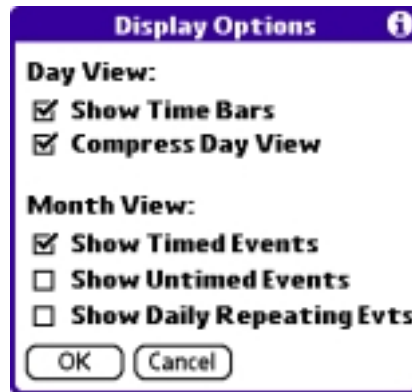 Display Options i
Day View:
Show Time Bars
Compress Day View
Month View:
Show Timed Events
Show Untimed Events
Show Daily Repeating Evts
OK Cancel